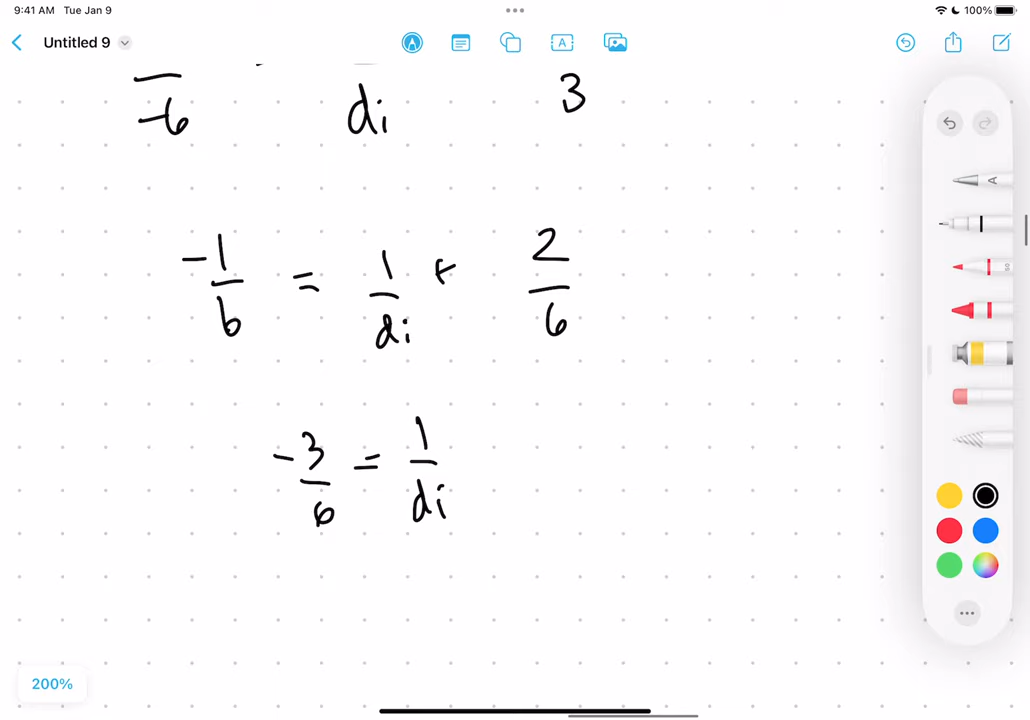 9:41 AM Tue Jan 9 100%
Untitled 9
A
A
-6 di 3
-1/6 = 1/di + 2/6
-3/6 = 1/di
200%